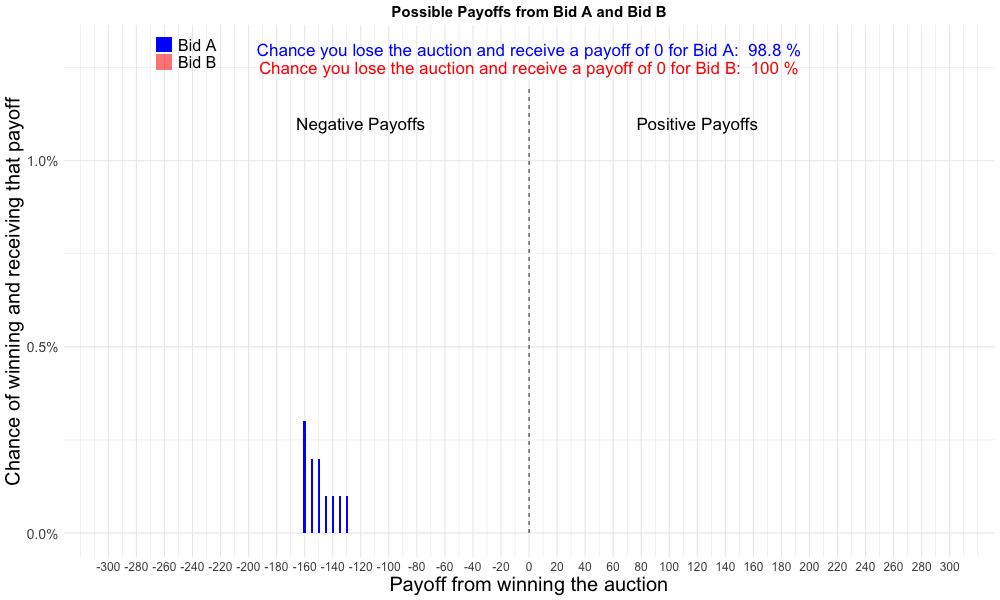 Possible Payoffs from Bid A and Bid B
Bid A
Bid B
Chance you lose the auction and receive a payoff of 0 for Bid A: 98.8 %
Chance you lose the auction and receive a payoff of 0 for Bid B: 100 %
Negative Payoffs
Positive Payoffs
Chance of winning and receiving that payoff
1.0%
0.5%
0.0%
-300 -280 -260 -240 -220 -200 -180 -160 -140 -120 -100 -80 -60 -40 -20 0 20 40 60 80 100 120 140 160 180 200 220 240 260 280 300
Payoff from winning the auction